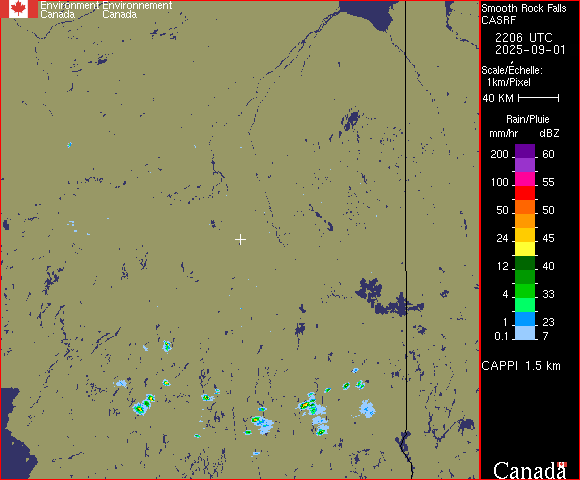 Environment Environnement
Canada Canada
Smooth Rock Falls
CASRF
2206 UTC
2025-09-01
Scale/Échelle:
1km/Pixel
40 KM
Rain/Pluie
mm/hr dBZ
200 60
100 55
50 50
24 45
12 40
4 33
0.1 23
0.1 7
CAPPI 1.5 km
Canada